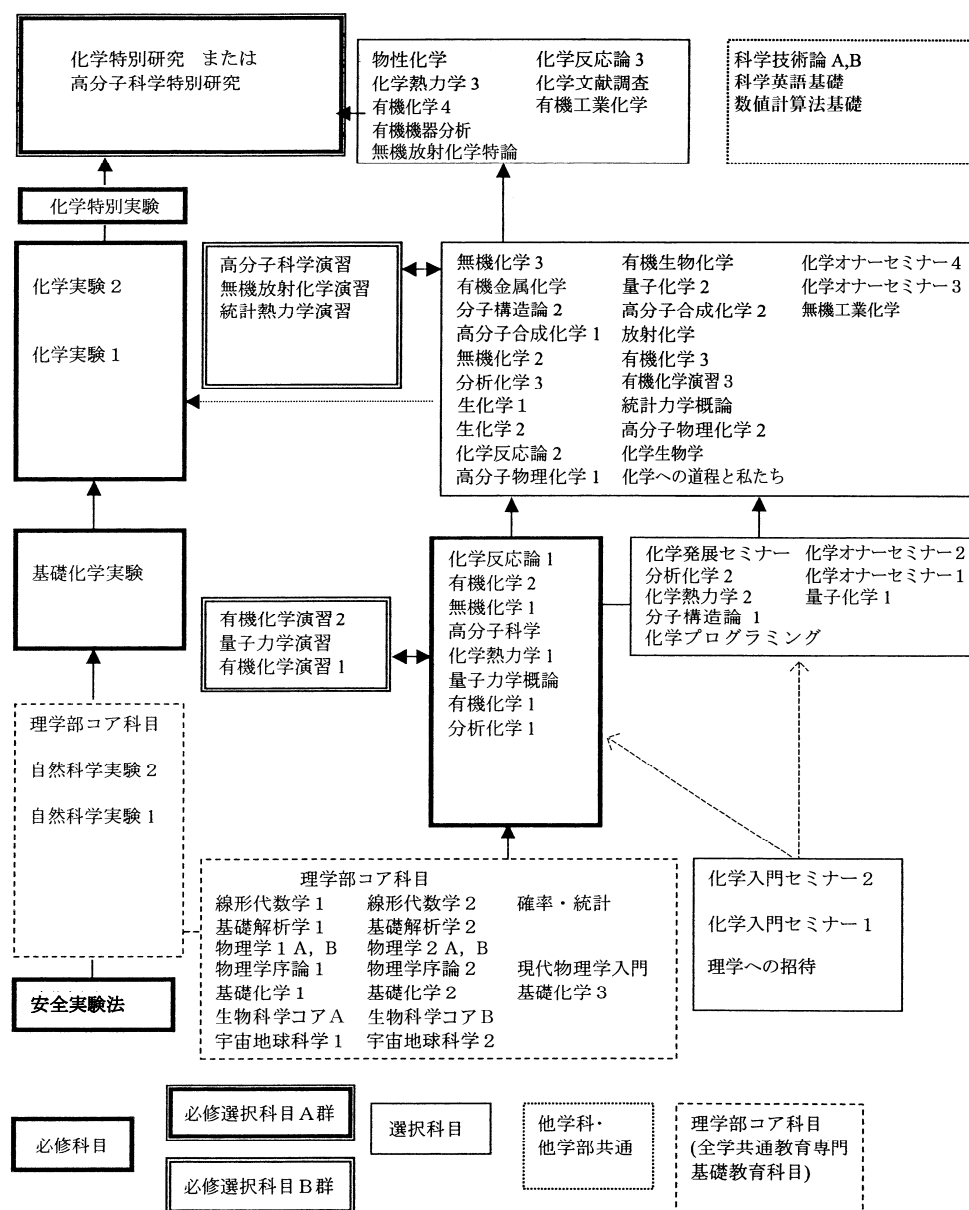 化学特別研究　または
高分子科学特別研究
物性化学　化学反応論３
化学熱力学３　化学文献調査
有機化学４　有機工業化学
有機機器分析
無機放射化学特論
科学技術論 A,B
科学英語基礎
数値計算法基礎
化学特別実験
化学実験２
化学実験１
高分子科学演習
無機放射化学演習
統計熱力学演習
無機化学３　有機生物化学　化学オナーセミナー４
有機金属化学　量子化学２　化学オナーセミナー３
分子構造論２　高分子合成化学２　無機工業化学
高分子合成化学１　放射化学
無機化学２　有機化学３
分析化学３　有機化学演習３
生化学１　統計力学概論
生化学２　高分子物理化学２
化学反応論２　化学生物学
高分子物理化学１　化学への道程と私たち
基礎化学実験
有機化学演習２
量子力学演習
有機化学演習１
化学反応論１
有機化学２
無機化学１
高分子科学
化学熱力学１
量子力学概論
有機化学１
分析化学１
化学発展セミナー　化学オナーセミナー２
分析化学２　化学オナーセミナー１
化学熱力学２　量子化学１
分子構造論 １
化学プログラミング
理学部コア科目
自然科学実験２
自然科学実験１
安全実験法
理学部コア科目
線形代数学１　線形代数学２　確率・統計
基礎解析学１　基礎解析学２
物理学１A，B　物理学２A，B
物理学序論１　物理学序論２　現代物理学入門
基礎化学１　基礎化学２　基礎化学３
生物科学コアＡ　生物科学コアＢ
宇宙地球科学１　宇宙地球科学２
化学入門セミナー２
化学入門セミナー１
理学への招待
必修科目
必修選択科目Ａ群
必修選択科目Ｂ群
選択科目
他学科・
他学部共通
理学部コア科目
(全学共通教育専門
基礎教育科目)